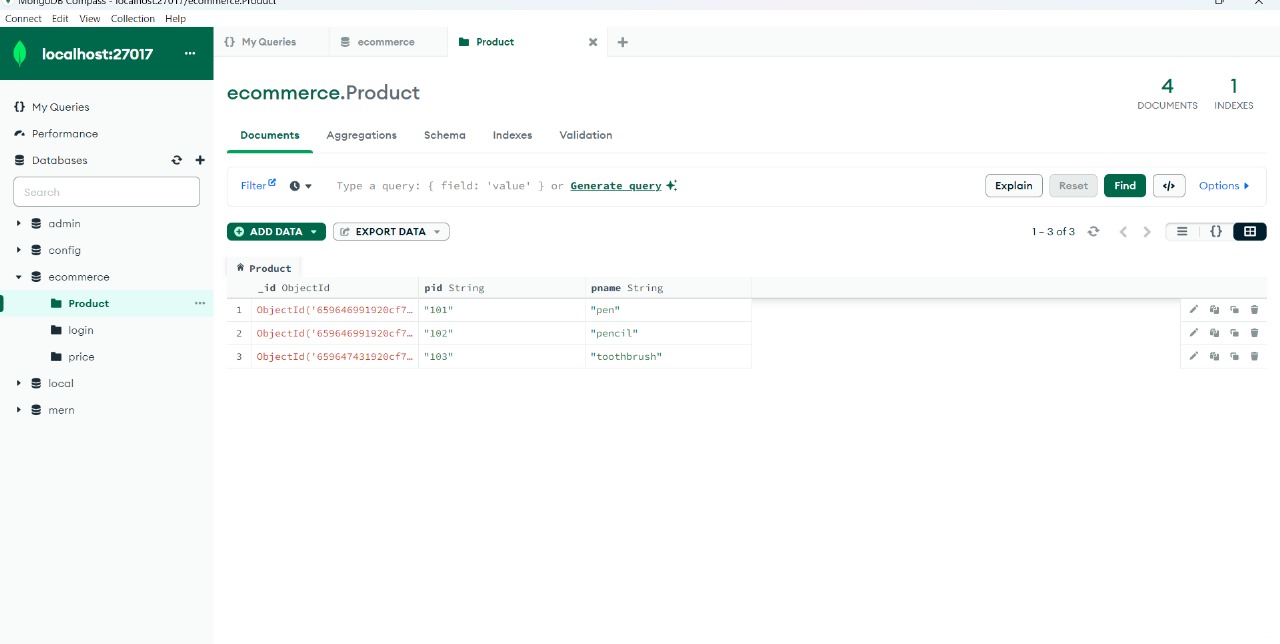 MongoDB Compass - localhost:27017/ecommerce.Product
Connect Edit View Collection Help
localhost:27017
{} My Queries
ecommerce
Product
My Queries
Performance
Databases
Search
admin
config
ecommerce
Product
login
price
local
mern
ecommerce.Product
4
DOCUMENTS
1
INDEXES
Documents Aggregations Schema Indexes Validation
Filter Type a query: { field: 'value' } or Generate query Explain Reset Find </> Options
ADD DATA EXPORT DATA 1 – 3 of 3 {}
Product
_id ObjectId pid String pname String
1 ObjectId('659646991920cf7… "101" "pen"
2 ObjectId('659646991920cf7… "102" "pencil"
3 ObjectId('659647431920cf7… "103" "toothbrush"